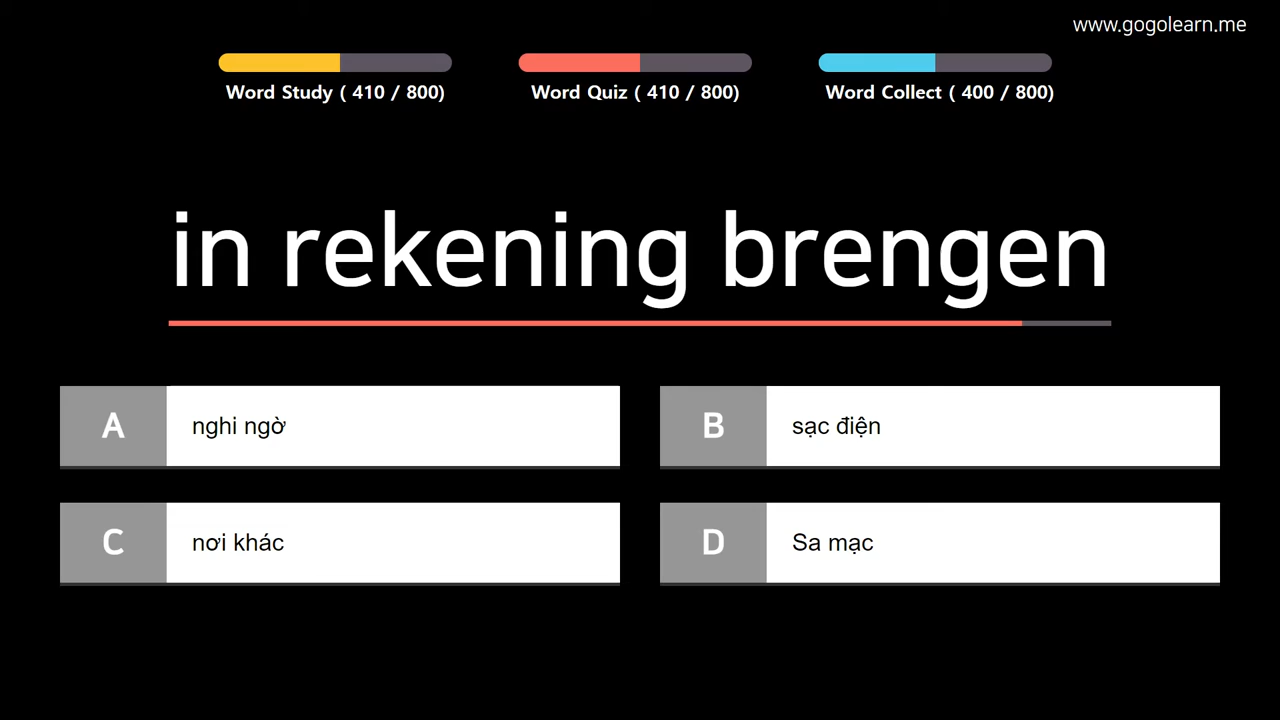 www.gogolearn.me
Word Study ( 410 / 800)
Word Quiz ( 410 / 800)
Word Collect ( 400 / 800)
in rekening brengen
A nghi ngờ
B sạc điện
C nơi khác
D Sa mạc